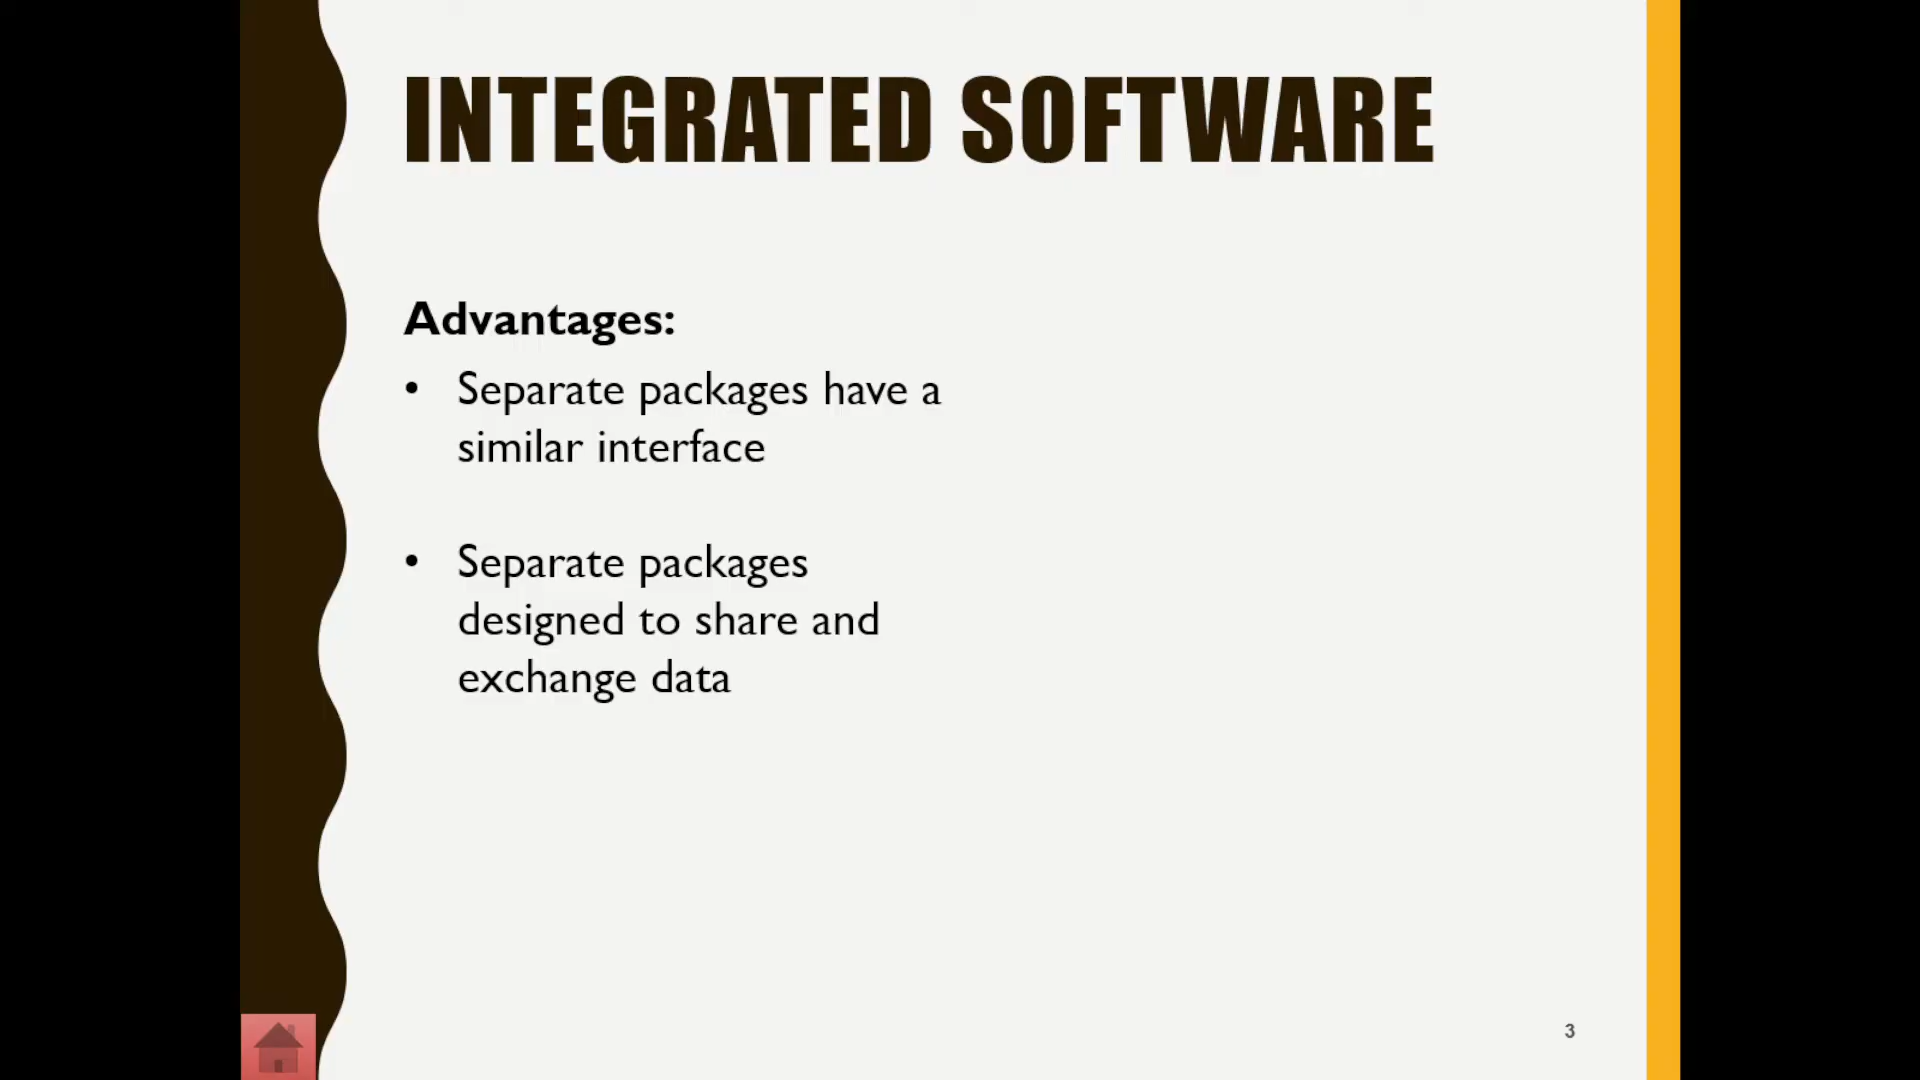 INTEGRATED SOFTWARE
Advantages:
• Separate packages have a
similar interface
• Separate packages
designed to share and
exchange data
3